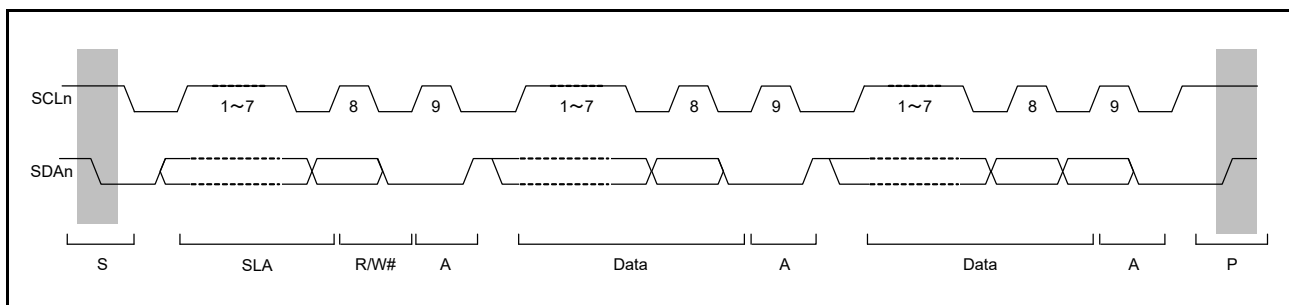 SCLn 1～7 8 9 1～7 8 9 1～7 8 9
SDAn
S SLA R/W# A Data A Data A P